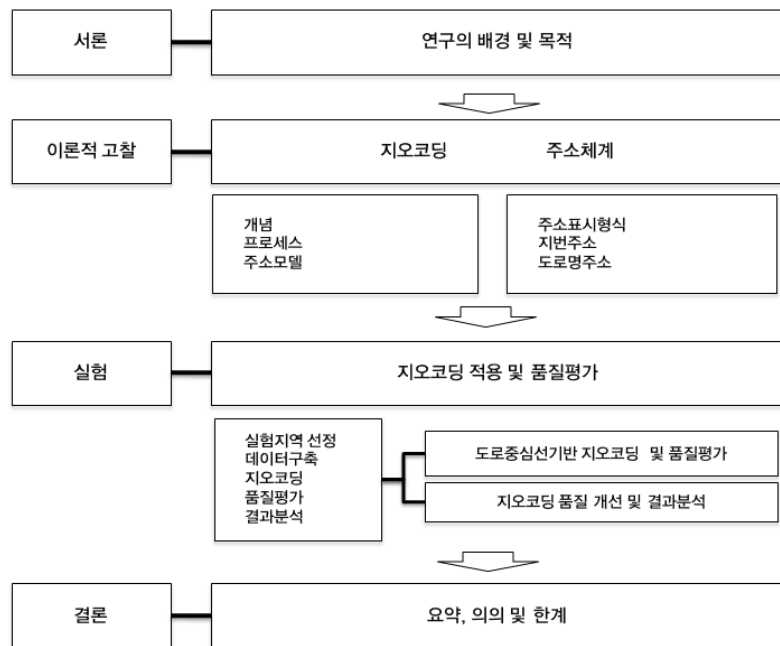 서론
연구의 배경 및 목적
이론적 고찰
지오코딩 주소체계
개념
프로세스
주소모델
주소표시형식
지번주소
도로명주소
실험
지오코딩 적용 및 품질평가
실험지역 선정
데이터구축
지오코딩
품질평가
결과분석
도로중심선기반 지오코딩 및 품질평가
지오코딩 품질 개선 및 결과분석
결론
요약, 의의 및 한계